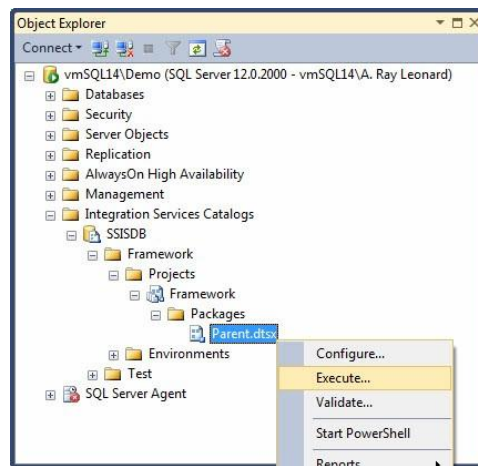 Object Explorer
Connect
vmSQL14\Demo (SQL Server 12.0.2000 - vmSQL14\A. Ray Leonard)
Databases
Security
Server Objects
Replication
AlwaysOn High Availability
Management
Integration Services Catalogs
SSISDB
Framework
Projects
Framework
Packages
Parent.dtsx
Configure...
Environments
Execute...
Test
Validate...
SQL Server Agent
Start PowerShell
Reports